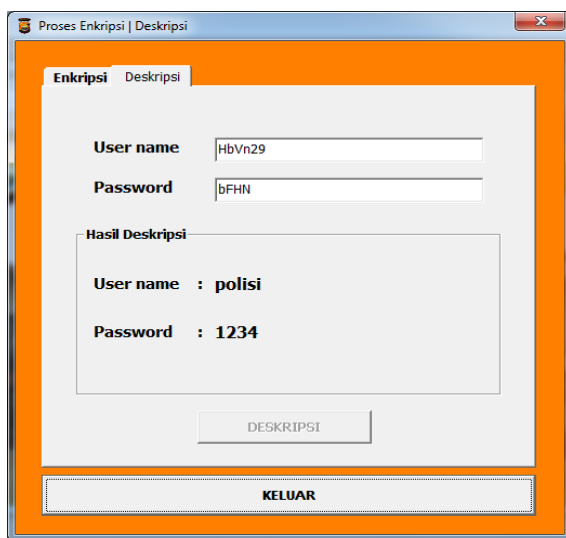 Proses Enkripsi | Deskripsi
Enkripsi Deskripsi
User name HbVn29
Password bFHN
Hasil Deskripsi
User name : polisi
Password : 1234
DESKRIPSI
KELUAR